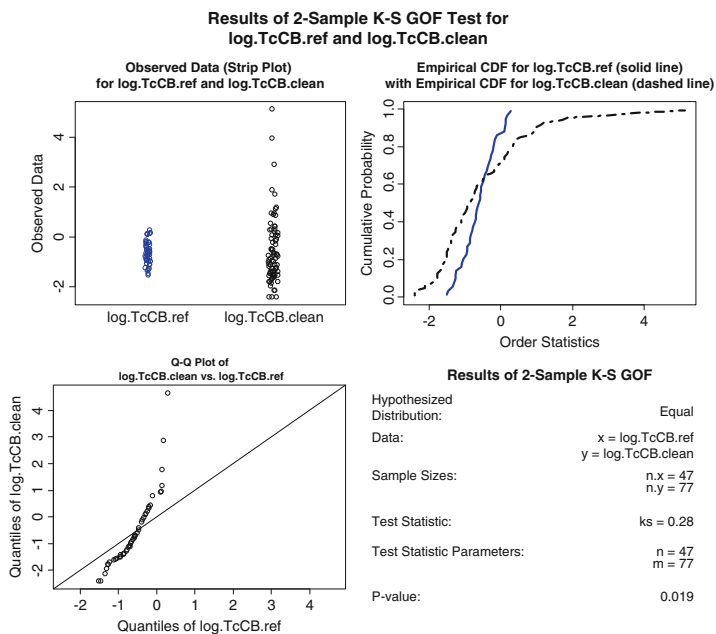 Results of 2-Sample K-S GOF Test for
log.TcCB.ref and log.TcCB.clean
Observed Data (Strip Plot)
for log.TcCB.ref and log.TcCB.clean
Observed Data
4
2
0
-2
log.TcCB.ref
log.TcCB.clean
Empirical CDF for log.TcCB.ref (solid line)
with Empirical CDF for log.TcCB.clean (dashed line)
Cumulative Probability
1.0
0.8
0.6
0.4
0.2
0.0
-2
0
2
4
Order Statistics
Q-Q Plot of
log.TcCB.clean vs. log.TcCB.ref
Quantiles of log.TcCB.clean
4
3
2
1
0
-1
-2
-2
-1
0
1
2
3
4
Quantiles of log.TcCB.ref
Results of 2-Sample K-S GOF
Hypothesized
Distribution:
Equal
Data:
x = log.TcCB.ref
y = log.TcCB.clean
Sample Sizes:
n.x = 47
n.y = 77
Test Statistic:
ks = 0.28
Test Statistic Parameters:
n = 47
m = 77
P-value:
0.019